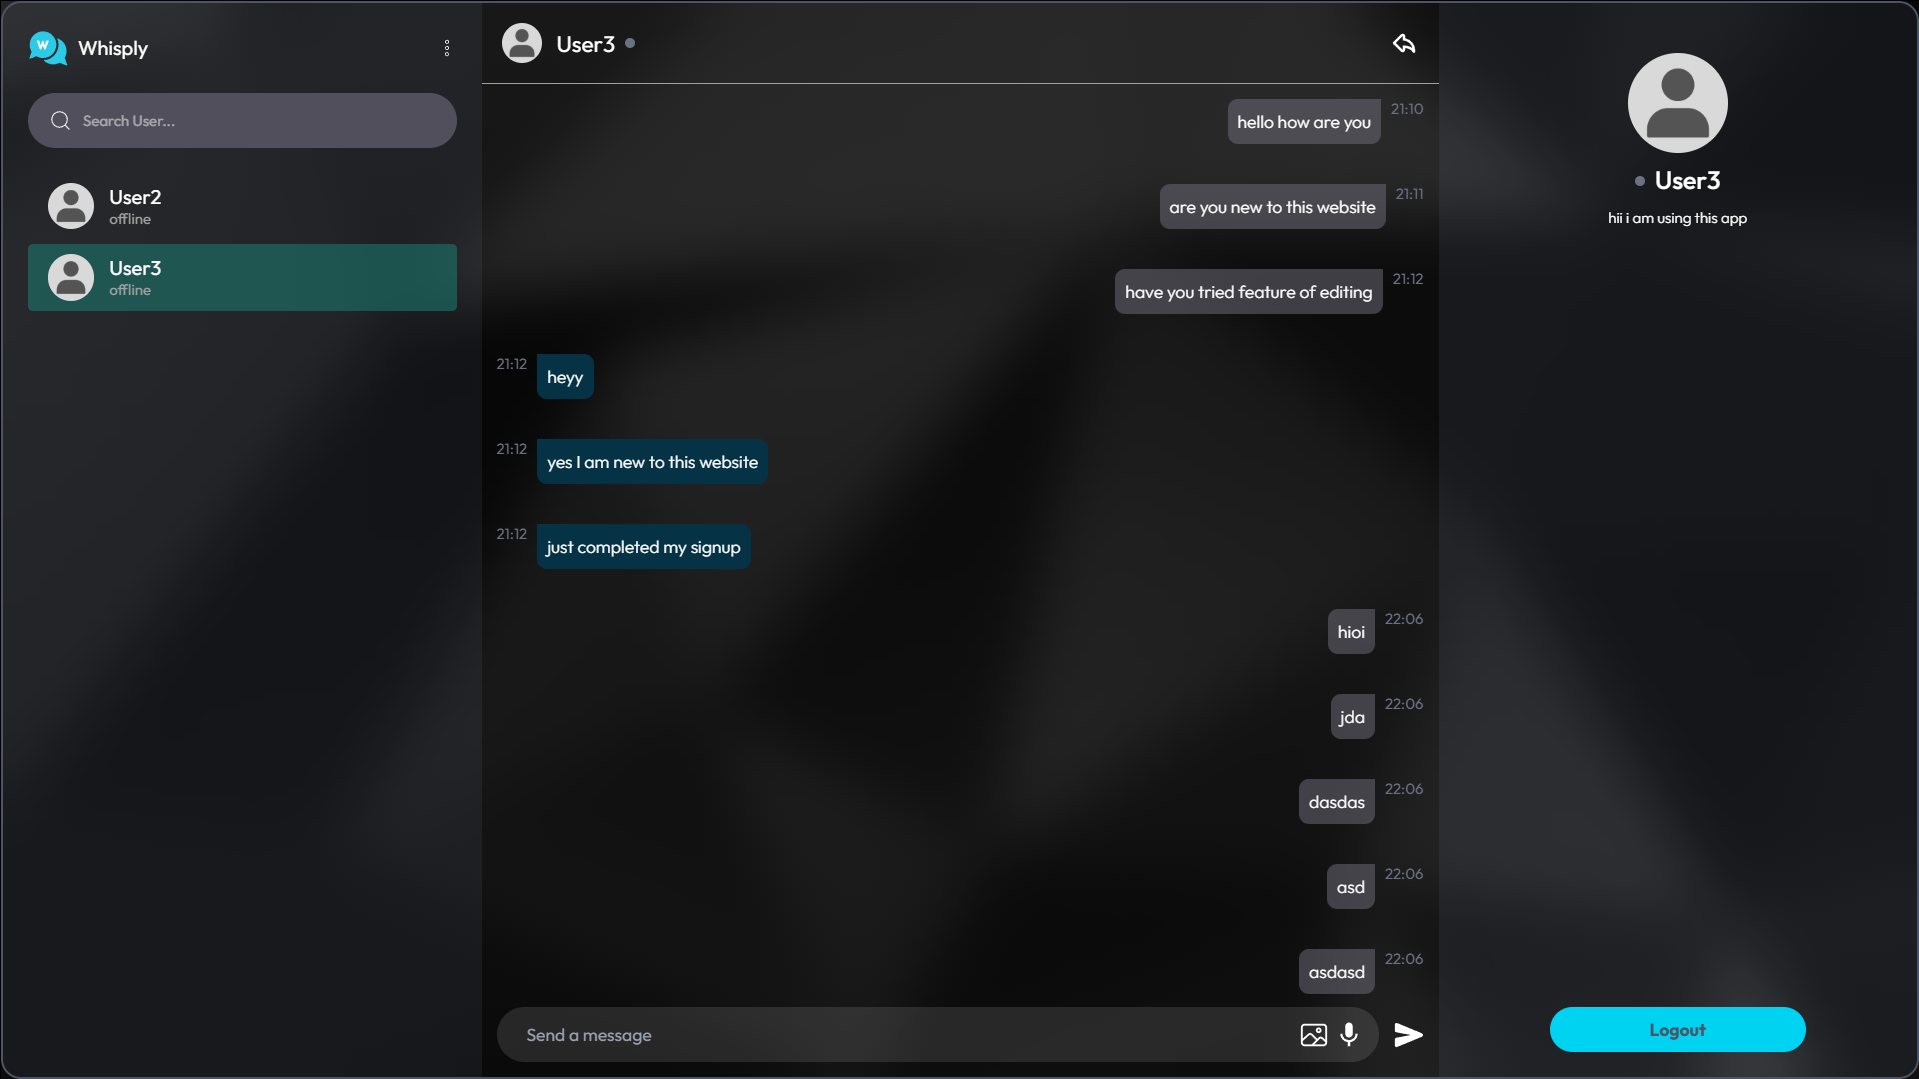 W
Whisply
Search User...
User2
offline
User3
offline
User3
hello how are you
21:10
are you new to this website
21:11
have you tried feature of editing
21:12
21:12
heyy
21:12
yes I am new to this website
21:12
just completed my signup
hioi
22:06
jda
22:06
dasdas
22:06
asd
22:06
asdasd
22:06
Send a message
User3
hii i am using this app
Logout